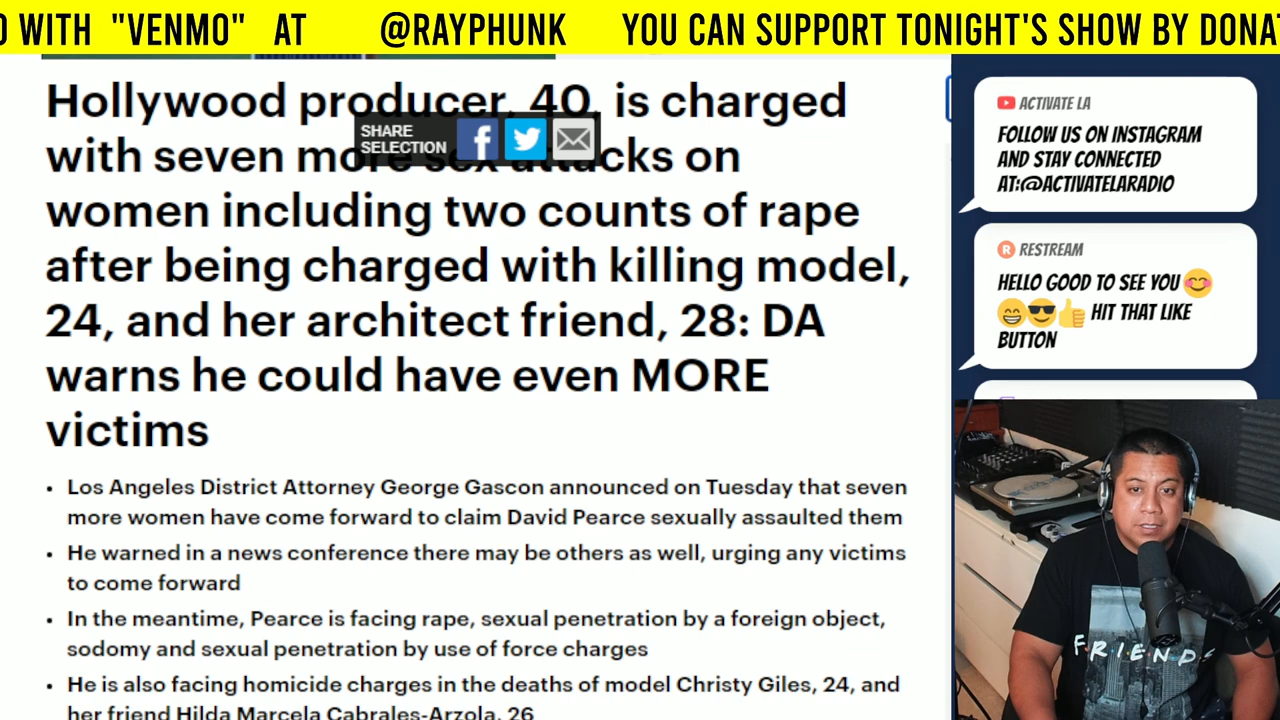 O WITH "VENMO" AT @RAYPHUNK YOU CAN SUPPORT TONIGHT'S SHOW BY DONA
Hollywood producer, 40, is charged
with seven more sex attacks on
women including two counts of rape
after being charged with killing model,
24, and her architect friend, 28: DA
warns he could have even MORE
victims
SHARE
SELECTION
• Los Angeles District Attorney George Gascon announced on Tuesday that seven
more women have come forward to claim David Pearce sexually assaulted them
• He warned in a news conference there may be others as well, urging any victims
to come forward
• In the meantime, Pearce is facing rape, sexual penetration by a foreign object,
sodomy and sexual penetration by use of force charges
• He is also facing homicide charges in the deaths of model Christy Giles, 24, and
her friend Hilda Marcela Cabrales-Arzola, 26
ACTIVATE LA
FOLLOW US ON INSTAGRAM
AND STAY CONNECTED
AT:@ACTIVATELARADIO
RESTREAM
HELLO GOOD TO SEE YOU 😊
😁😎👍 HIT THAT LIKE
BUTTON
FRIENDS